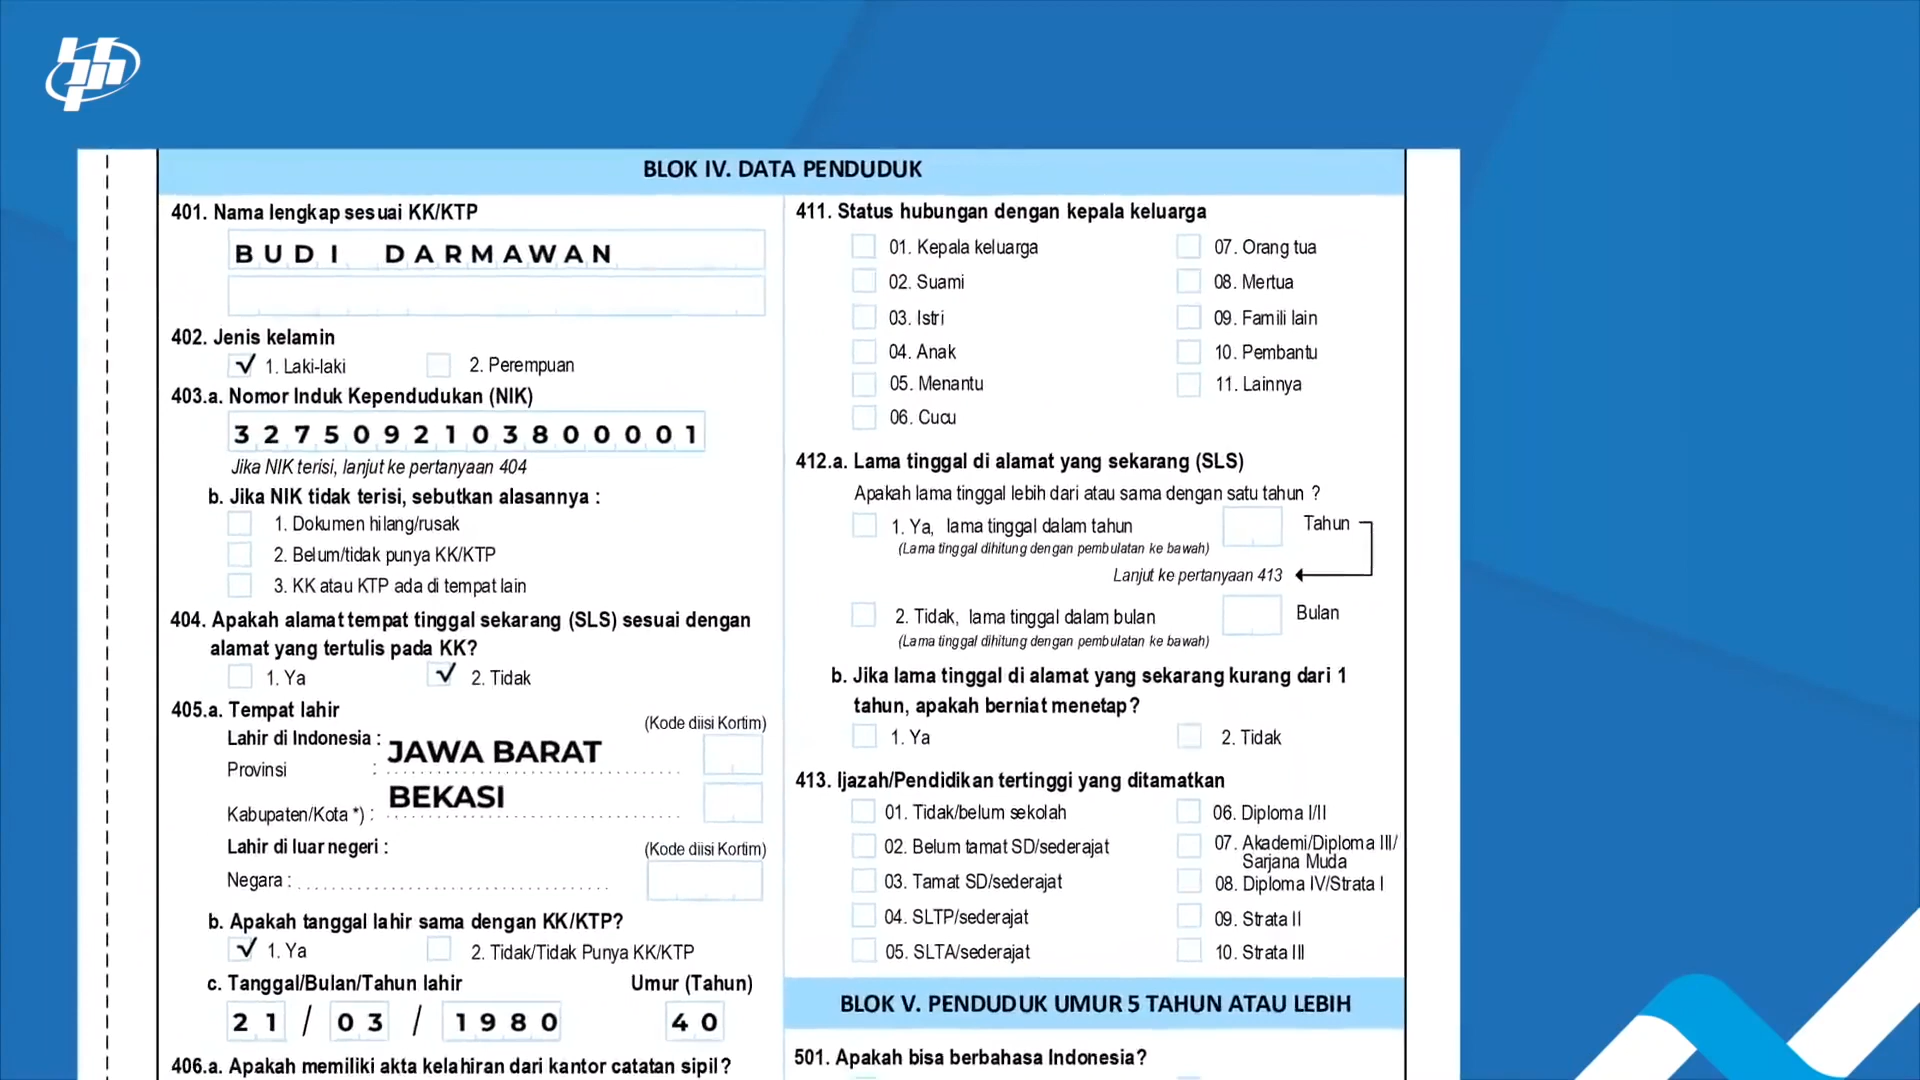 BLOK IV. DATA PENDUDUK
401. Nama lengkap sesuai KK/KTP
BUDI DARMAWAN
402. Jenis kelamin
√ 1. Laki-laki 2. Perempuan
403.a. Nomor Induk Kependudukan (NIK)
3275092103800001
Jika NIK terisi, lanjut ke pertanyaan 404
b. Jika NIK tidak terisi, sebutkan alasannya :
1. Dokumen hilang/rusak
2. Belum/tidak punya KK/KTP
3. KK atau KTP ada di tempat lain
404. Apakah alamat tempat tinggal sekarang (SLS) sesuai dengan
alamat yang tertulis pada KK?
1. Ya √ 2. Tidak
405.a. Tempat lahir
(Kode diisi Kortim)
Lahir di Indonesia :
Provinsi : JAWA BARAT
Kabupaten/Kota *) : BEKASI
Lahir di luar negeri : (Kode diisi Kortim)
Negara :
b. Apakah tanggal lahir sama dengan KK/KTP?
√ 1. Ya 2. Tidak/Tidak Punya KK/KTP
c. Tanggal/Bulan/Tahun lahir Umur (Tahun)
21 / 03 / 1980 40
406.a. Apakah memiliki akta kelahiran dari kantor catatan sipil?
411. Status hubungan dengan kepala keluarga
01. Kepala keluarga 07. Orang tua
02. Suami 08. Mertua
03. Istri 09. Famili lain
04. Anak 10. Pembantu
05. Menantu 11. Lainnya
06. Cucu
412.a. Lama tinggal di alamat yang sekarang (SLS)
Apakah lama tinggal lebih dari atau sama dengan satu tahun ?
1. Ya, lama tinggal dalam tahun Tahun
(Lama tinggal dihitung dengan pembulatan ke bawah)
Lanjut ke pertanyaan 413
2. Tidak, lama tinggal dalam bulan Bulan
(Lama tinggal dihitung dengan pembulatan ke bawah)
b. Jika lama tinggal di alamat yang sekarang kurang dari 1
tahun, apakah berniat menetap?
1. Ya 2. Tidak
413. Ijazah/Pendidikan tertinggi yang ditamatkan
01. Tidak/belum sekolah 06. Diploma I/II
02. Belum tamat SD/sederajat 07. Akademi/Diploma III/
Sarjana Muda
03. Tamat SD/sederajat 08. Diploma IV/Strata I
04. SLTP/sederajat 09. Strata II
05. SLTA/sederajat 10. Strata III
BLOK V. PENDUDUK UMUR 5 TAHUN ATAU LEBIH
501. Apakah bisa berbahasa Indonesia?